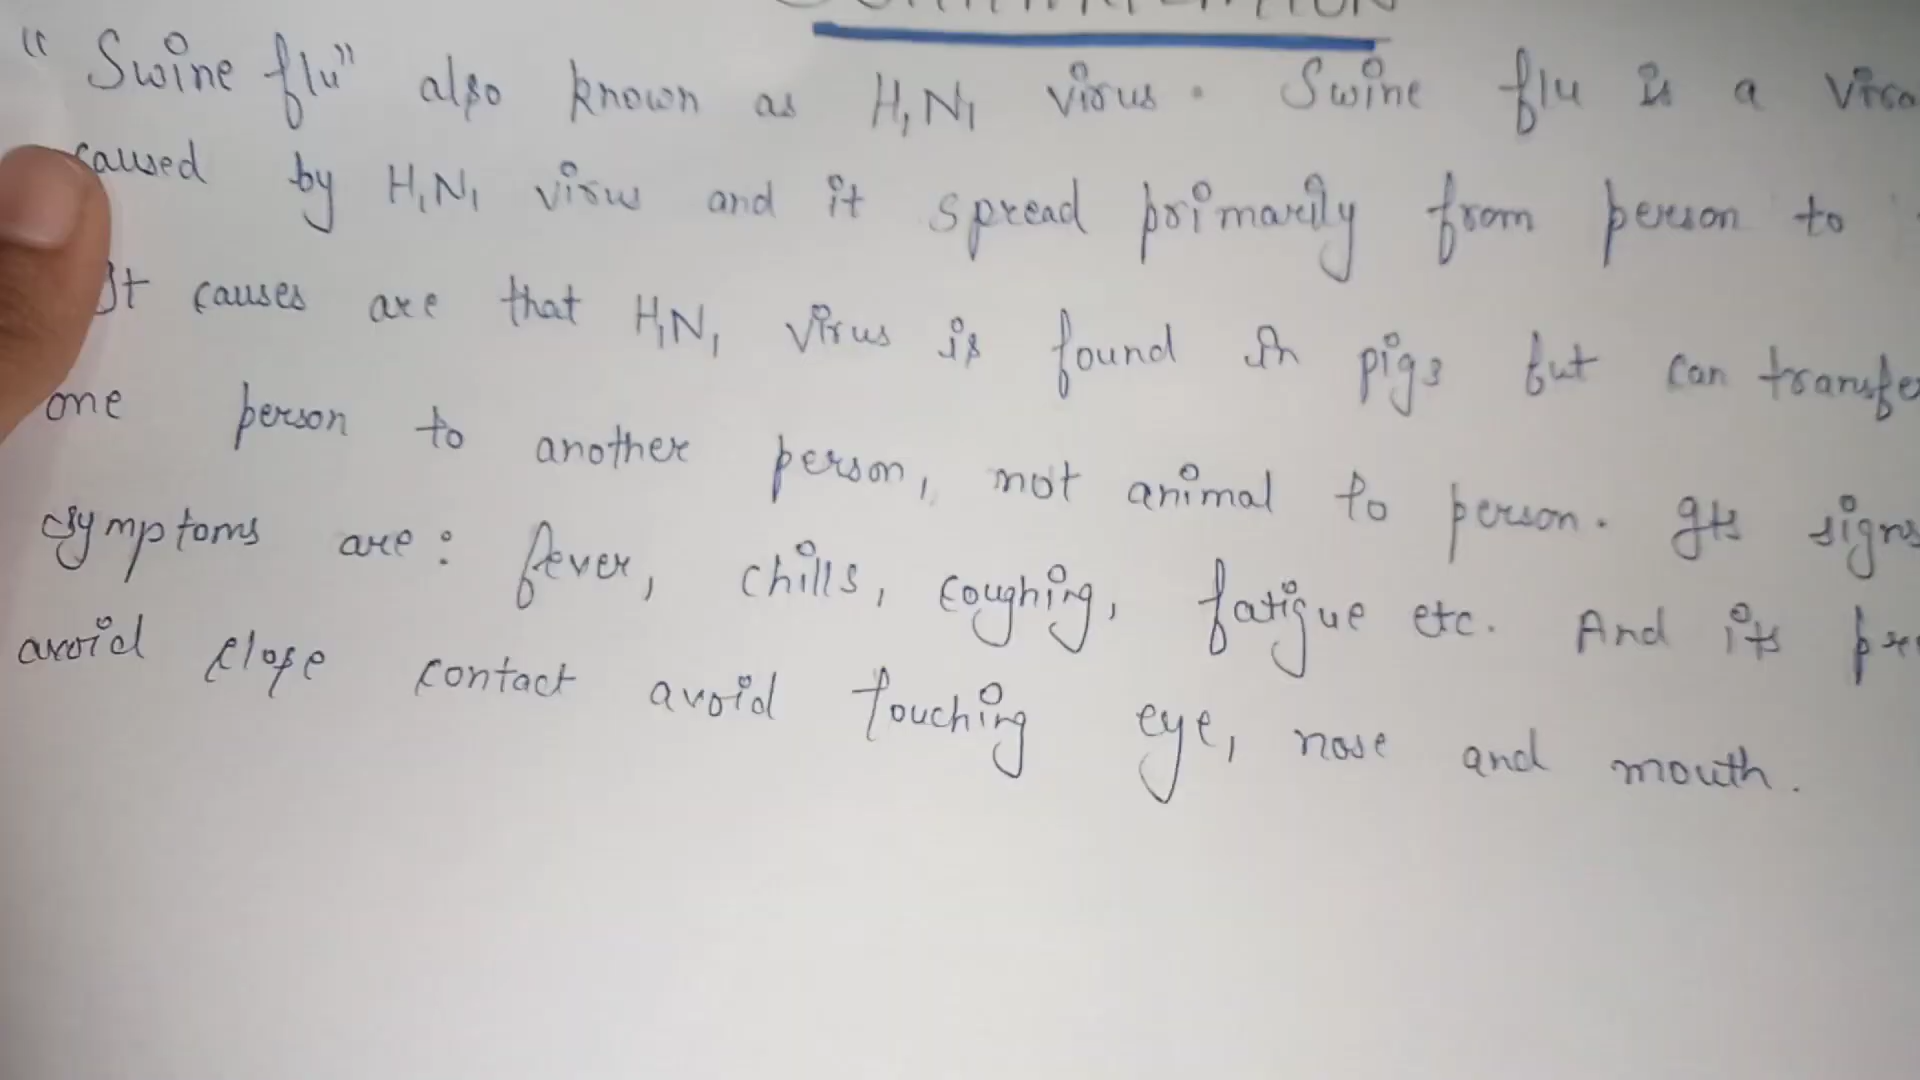 "Swine flu" also known as H1N1 virus. Swine flu is a
caused by H1N1 virus and it spread primarily from person to
It causes are that H1N1 virus is found in pigs but can
one person to another person, not animal to person. Its signs
symptoms are: fever, chills, coughing, fatigue etc. And its
avoid close contact avoid touching eye, nose and mouth.